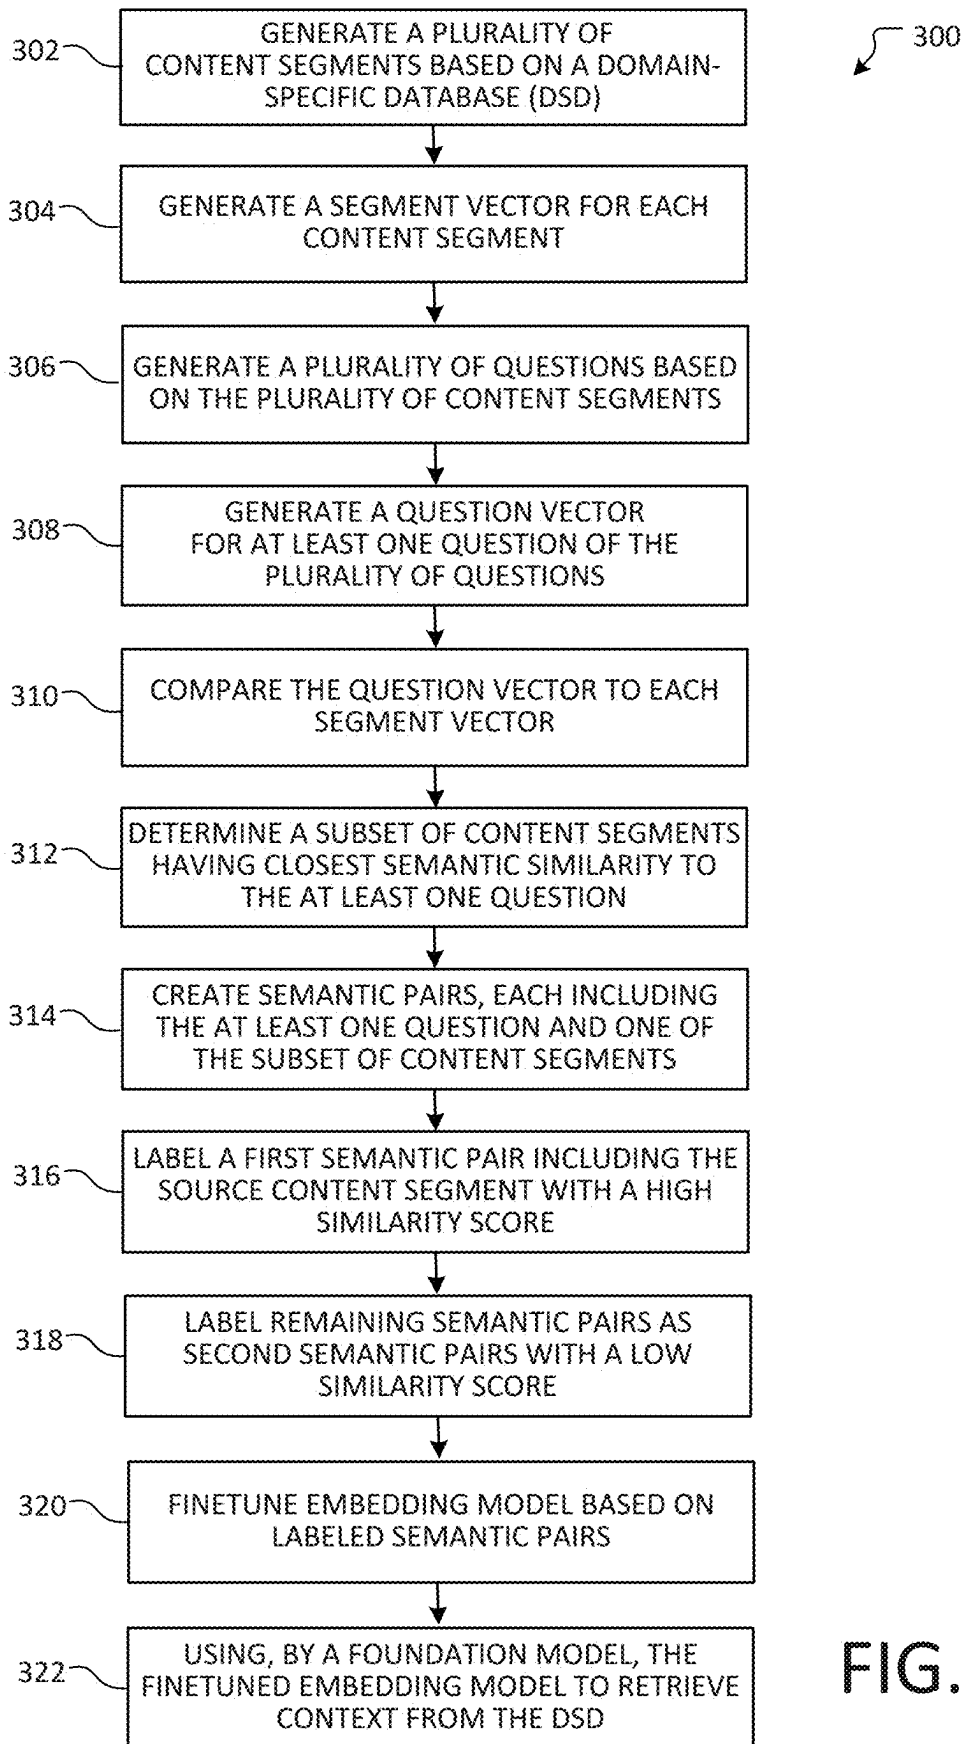 300
302
GENERATE A PLURALITY OF
CONTENT SEGMENTS BASED ON A DOMAIN-
SPECIFIC DATABASE (DSD)
304
GENERATE A SEGMENT VECTOR FOR EACH
CONTENT SEGMENT
306
GENERATE A PLURALITY OF QUESTIONS BASED
ON THE PLURALITY OF CONTENT SEGMENTS
308
GENERATE A QUESTION VECTOR
FOR AT LEAST ONE QUESTION OF THE
PLURALITY OF QUESTIONS
310
COMPARE THE QUESTION VECTOR TO EACH
SEGMENT VECTOR
312
DETERMINE A SUBSET OF CONTENT SEGMENTS
HAVING CLOSEST SEMANTIC SIMILARITY TO
THE AT LEAST ONE QUESTION
314
CREATE SEMANTIC PAIRS, EACH INCLUDING
THE AT LEAST ONE QUESTION AND ONE OF
THE SUBSET OF CONTENT SEGMENTS
316
LABEL A FIRST SEMANTIC PAIR INCLUDING THE
SOURCE CONTENT SEGMENT WITH A HIGH
SIMILARITY SCORE
318
LABEL REMAINING SEMANTIC PAIRS AS
SECOND SEMANTIC PAIRS WITH A LOW
SIMILARITY SCORE
320
FINETUNE EMBEDDING MODEL BASED ON
LABELED SEMANTIC PAIRS
322
USING, BY A FOUNDATION MODEL, THE
FINETUNED EMBEDDING MODEL TO RETRIEVE
CONTEXT FROM THE DSD
FIG.